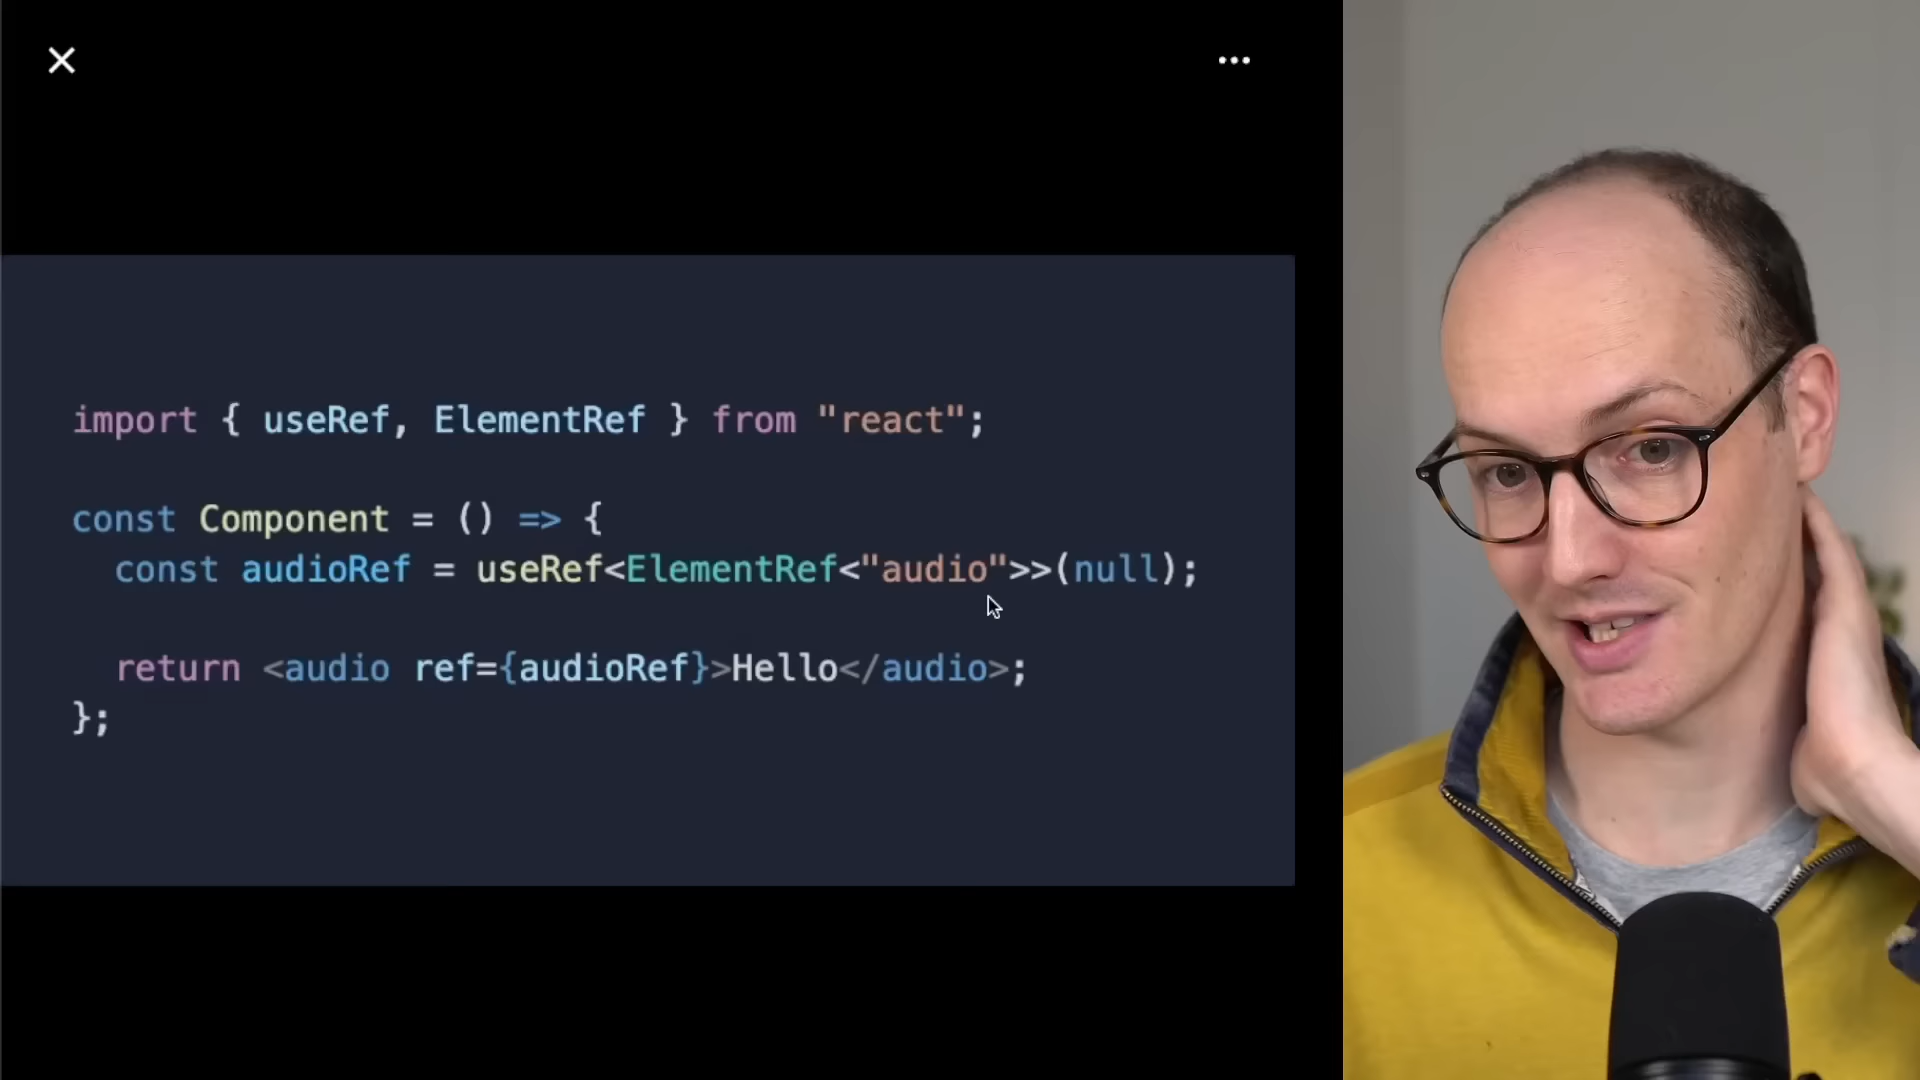 import { useRef, ElementRef } from "react";
const Component = () => {
const audioRef = useRef<ElementRef<"audio">>(null);
return <audio ref={audioRef}>Hello</audio>;
};